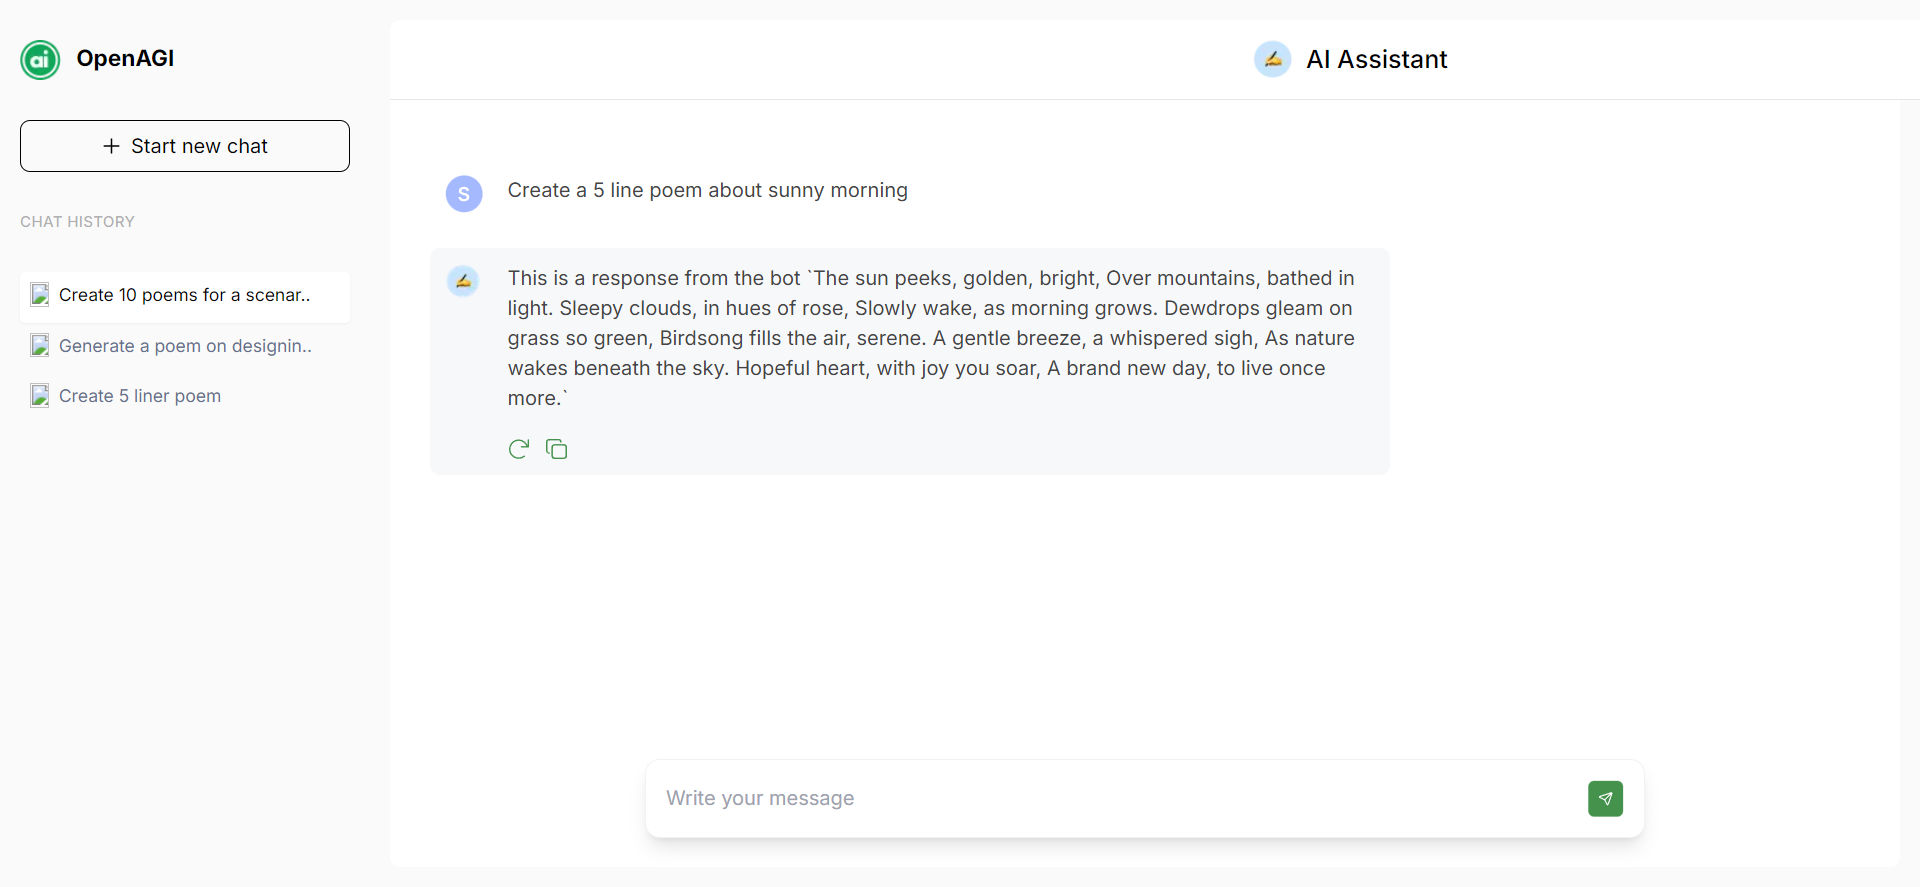 OpenAGI
Start new chat
CHAT HISTORY
Create 10 poems for a scenar..
Generate a poem on designin..
Create 5 liner poem
AI Assistant
S
Create a 5 line poem about sunny morning
This is a response from the bot `The sun peeks, golden, bright, Over mountains, bathed in
light. Sleepy clouds, in hues of rose, Slowly wake, as morning grows. Dewdrops gleam on
grass so green, Birdsong fills the air, serene. A gentle breeze, a whispered sigh, As nature
wakes beneath the sky. Hopeful heart, with joy you soar, A brand new day, to live once
more.`
Write your message